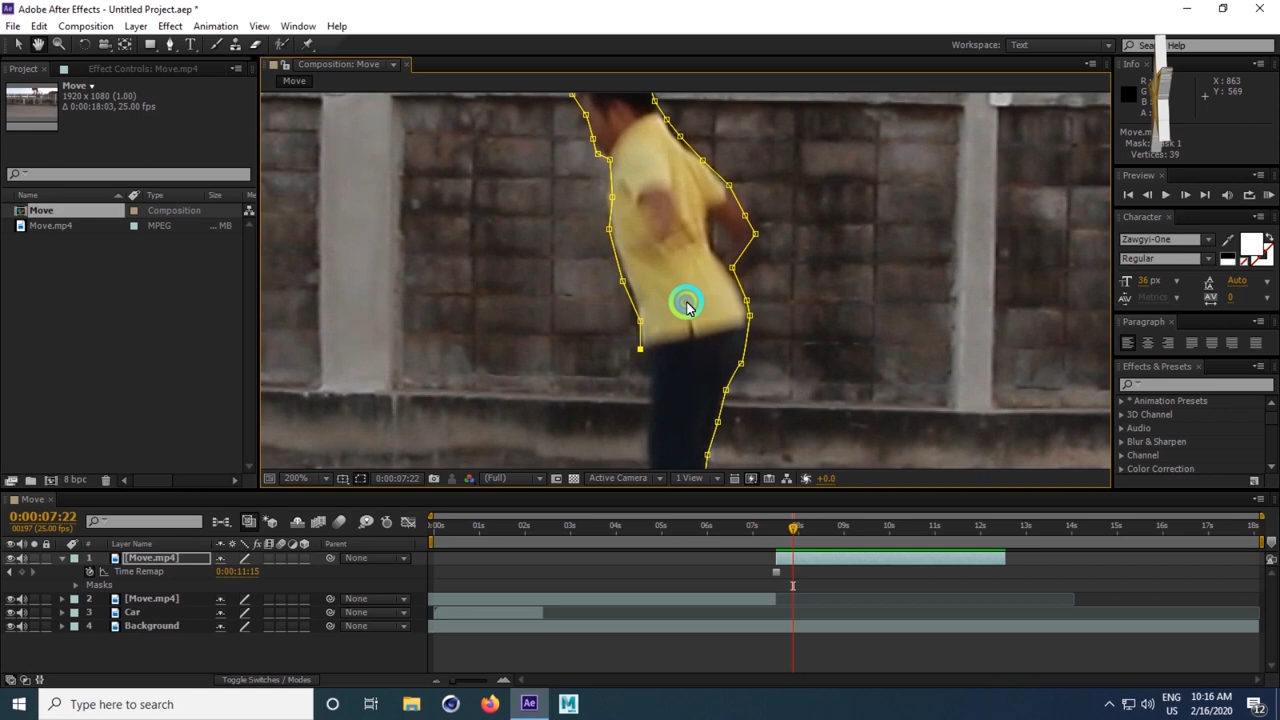 Adobe After Effects - Untitled Project.aep *
File Edit Composition Layer Effect Animation View Window Help
Workspace: Text
Project
Effect Controls: Move.mp4
Composition: Move
Info
Move
1920 x 1080 (1.00)
Δ 0:00:18:03, 25.00 fps
Move
R :
G
B :
A :
X : 863
Y : 569
Mask: Mask 1
Vertices: 39
Name Type Size
Move Composition
Move.mp4 MPEG ... MB
Preview
Character
Zawgyi-One
Regular
36 px Auto
Metrics 0
Paragraph
Effects & Presets
* Animation Presets
3D Channel
Audio
Blur & Sharpen
Channel
Color Correction
8 bpc
200% 0:00:07:22 (Full) Active Camera 1 View +0.0
Move
0:00:07:22
00197 (25.00 fps)
01s 02s 03s 04s 05s 06s 07s 08s 09s 10s 11s 12s 13s 14s 15s 16s 17s 18s
# Layer Name Parent
1 [Move.mp4] None
Time Remap 0:00:11:15
Masks
2 [Move.mp4] None
3 Car None
4 Background None
Toggle Switches / Modes
Type here to search
Ae
M
ENG
US
10:16 AM
2/16/2020
12